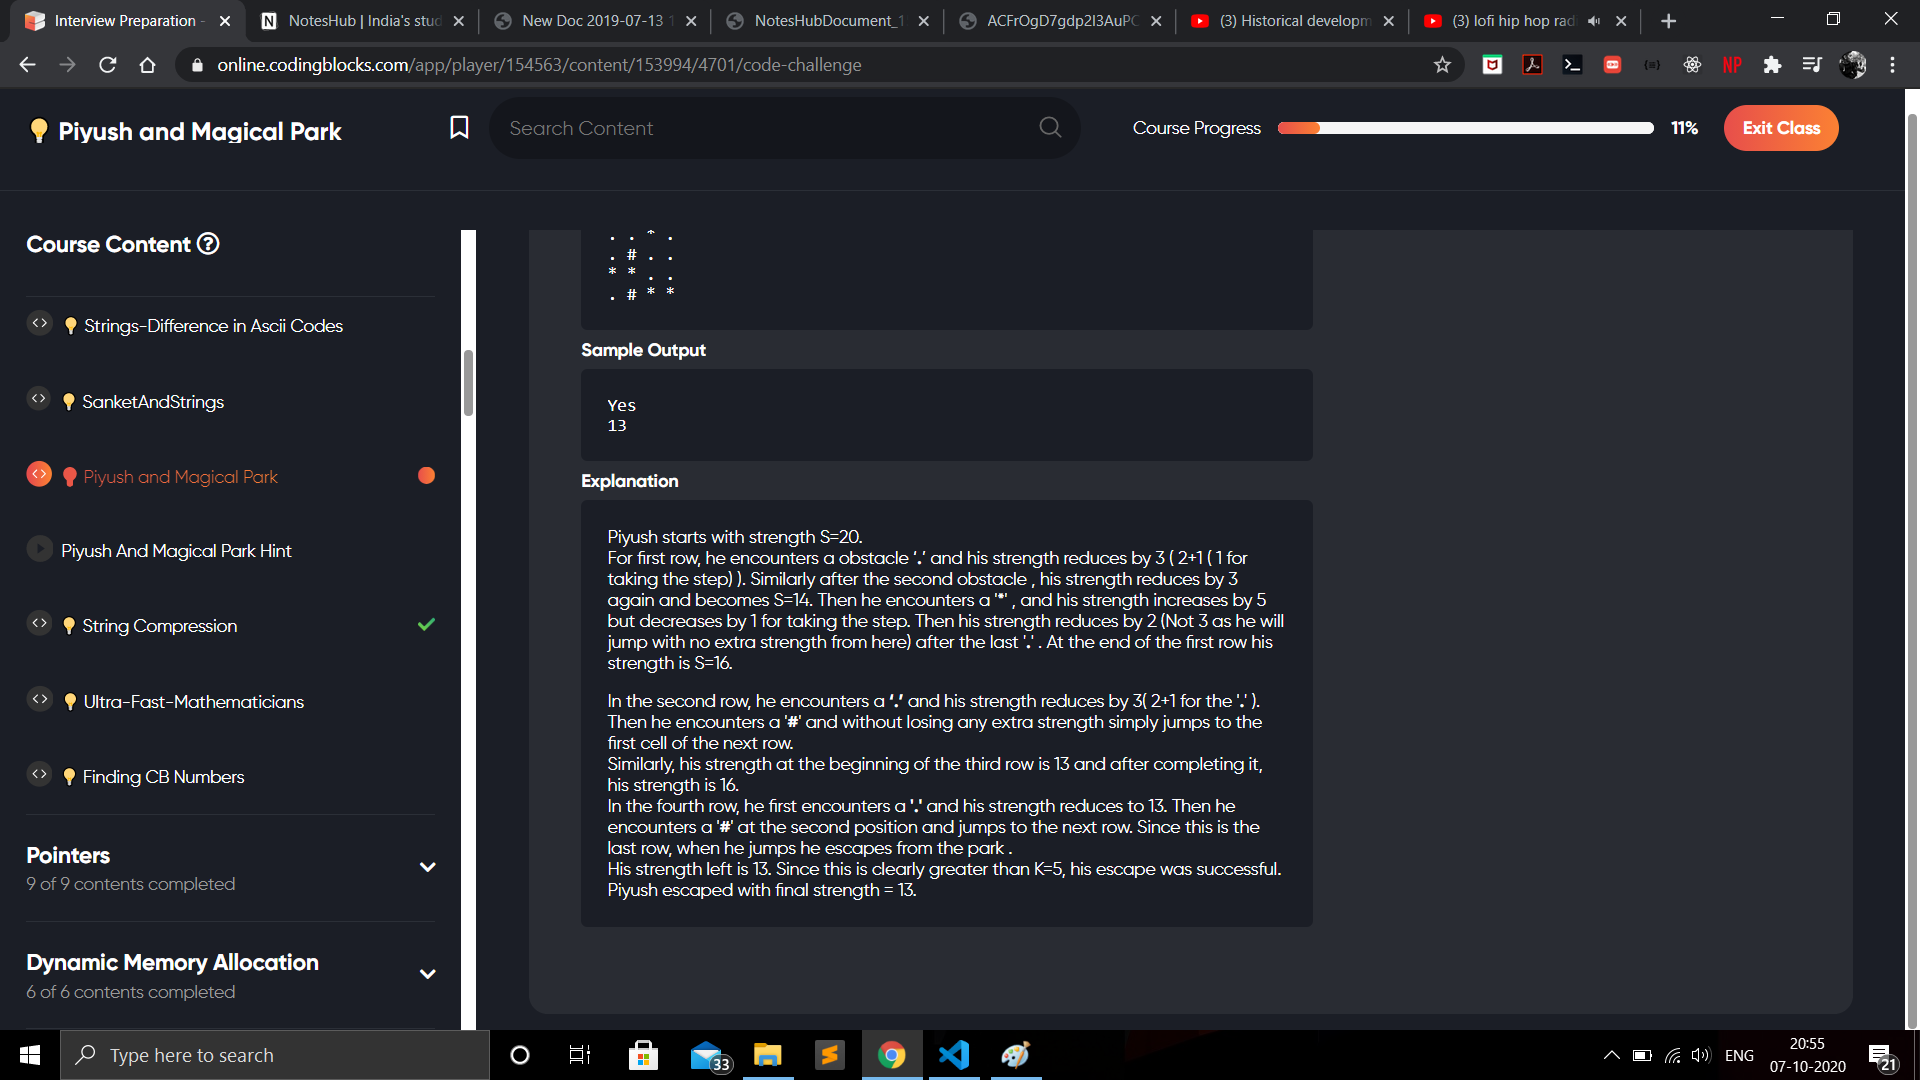 Interview Preparation -
NotesHub | India's stud
New Doc 2019-07-13 1
NotesHubDocument_1
ACFrOgD7gdp2I3AuPC
(3) Historical developm
(3) lofi hip hop radi
online.codingblocks.com/app/player/154563/content/153994/4701/code-challenge
NP
Piyush and Magical Park
Search Content
Course Progress
11%
Exit Class
Course Content
Strings-Difference in Ascii Codes
SanketAndStrings
Piyush and Magical Park
Piyush And Magical Park Hint
String Compression
Ultra-Fast-Mathematicians
Finding CB Numbers
Pointers
9 of 9 contents completed
Dynamic Memory Allocation
6 of 6 contents completed
. . * .
. # . .
* * . .
. # * *
Sample Output
Yes
13
Explanation
Piyush starts with strength S=20.
For first row, he encounters a obstacle ‘.’ and his strength reduces by 3 ( 2+1 ( 1 for
taking the step) ). Similarly after the second obstacle , his strength reduces by 3
again and becomes S=14. Then he encounters a '*' , and his strength increases by 5
but decreases by 1 for taking the step. Then his strength reduces by 2 (Not 3 as he will
jump with no extra strength from here) after the last '.' . At the end of the first row his
strength is S=16.
In the second row, he encounters a ‘.’ and his strength reduces by 3( 2+1 for the '.' ).
Then he encounters a '#' and without losing any extra strength simply jumps to the
first cell of the next row.
Similarly, his strength at the beginning of the third row is 13 and after completing it,
his strength is 16.
In the fourth row, he first encounters a '.' and his strength reduces to 13. Then he
encounters a '#' at the second position and jumps to the next row. Since this is the
last row, when he jumps he escapes from the park .
His strength left is 13. Since this is clearly greater than K=5, his escape was successful.
Piyush escaped with final strength = 13.
Type here to search
33
ENG
20:55
07-10-2020
21